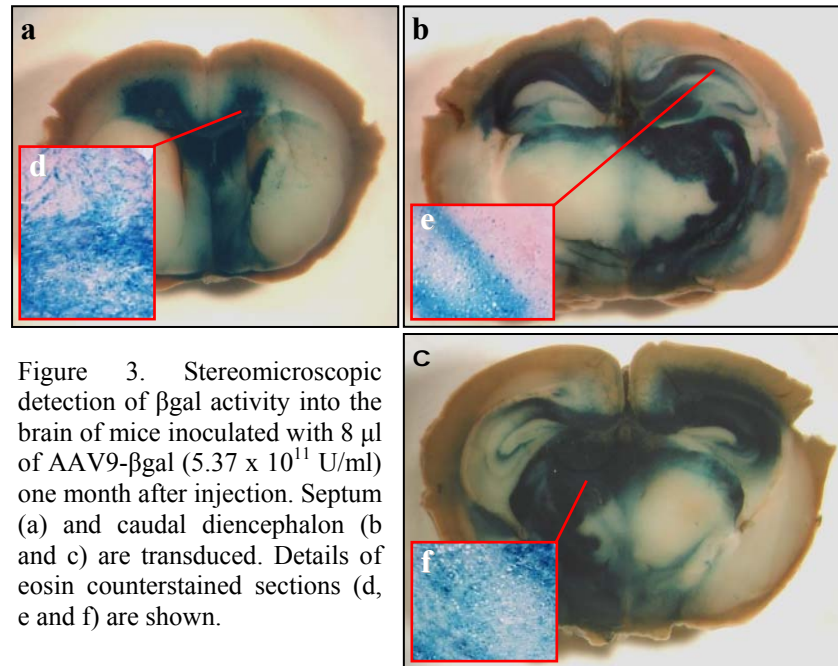 a
b
d
e
C
f
Figure 3. Stereomicroscopic
detection of βgal activity into the
brain of mice inoculated with 8 µl
of AAV9-βgal (5.37 x 10¹¹ U/ml)
one month after injection. Septum
(a) and caudal diencephalon (b
and c) are transduced. Details of
eosin counterstained sections (d,
e and f) are shown.